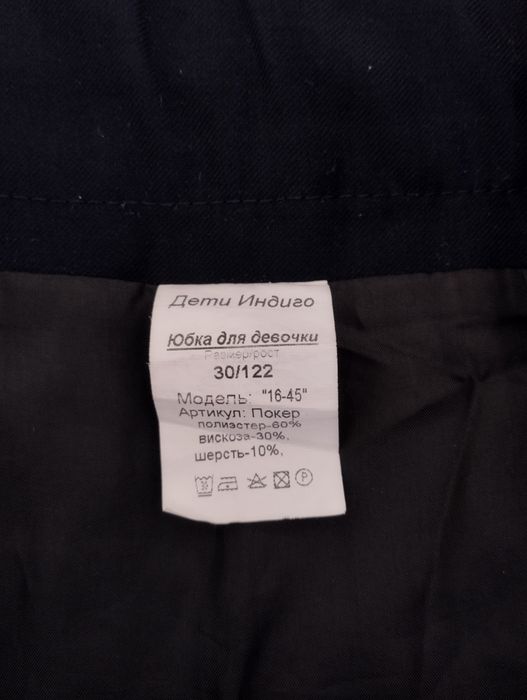 Дети Индиго
Юбка для девочки
Размер/рост
30/122
Модель: "16-45"
Артикул: Покер
полиэстер-60%
вискоза-30%,
шерсть-10%,
P